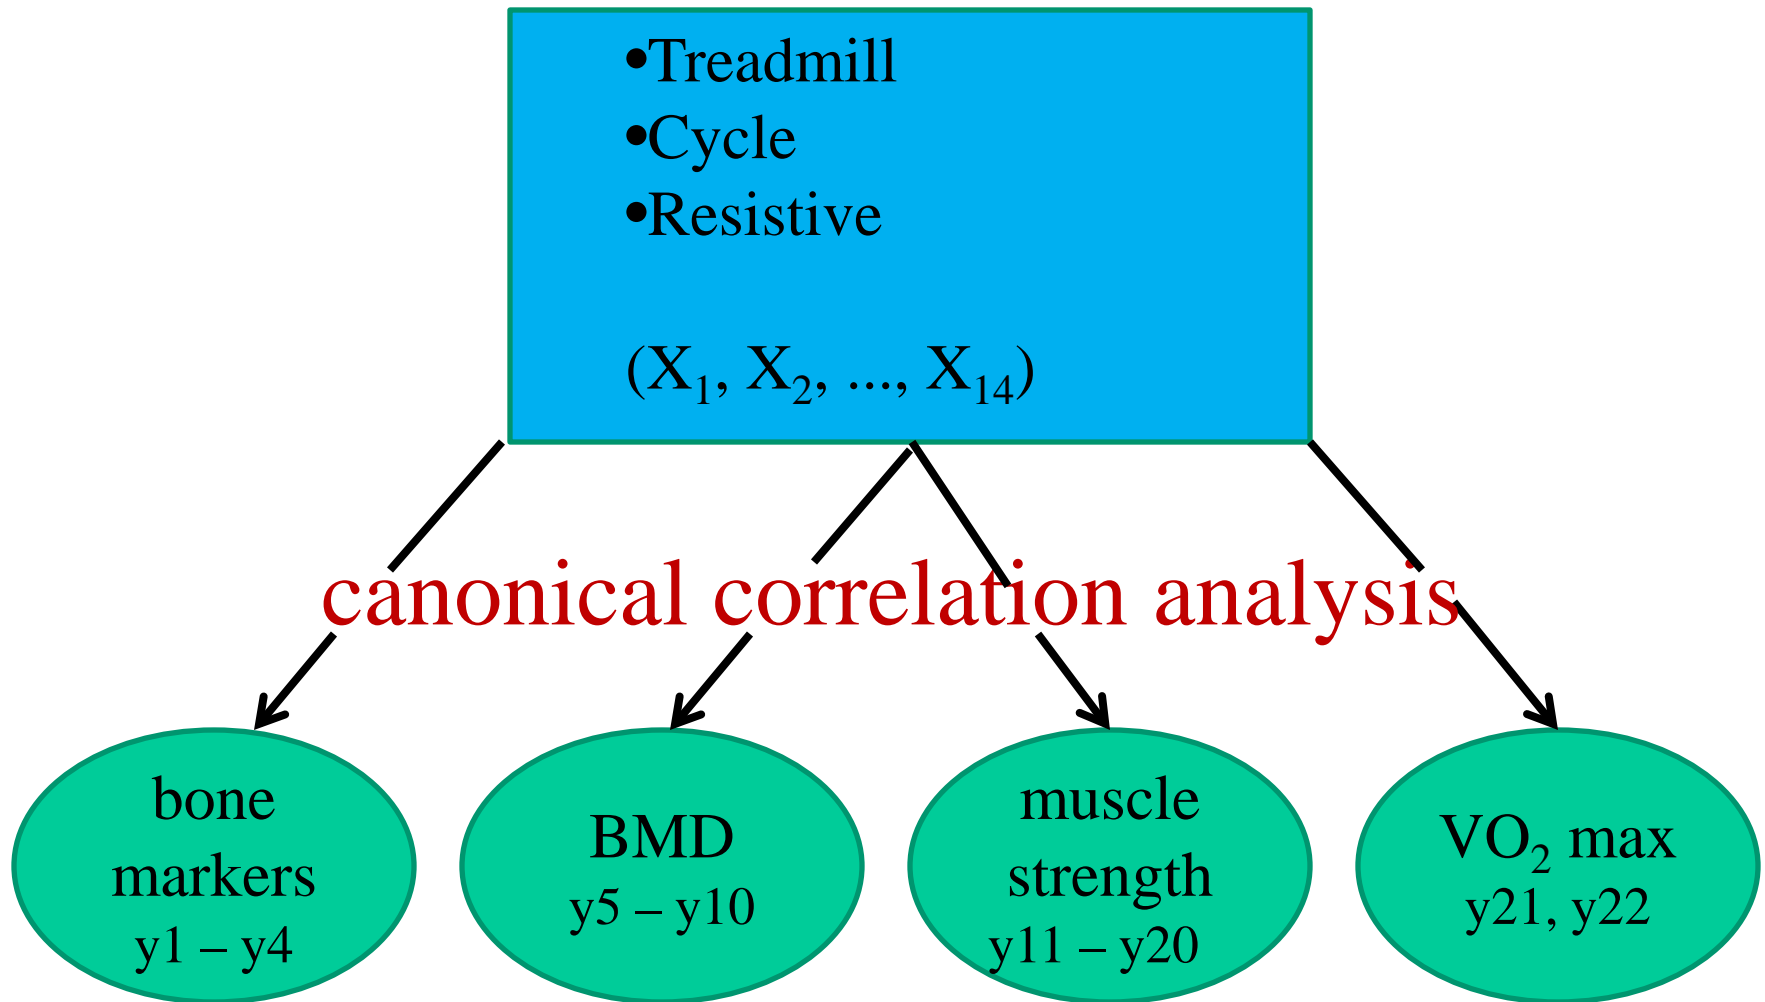 •Treadmill
•Cycle
•Resistive
(X₁, X₂, ..., X₁₄)
canonical correlation analysis
bone
markers
y1 – y4
BMD
y5 – y10
muscle
strength
y11 – y20
VO₂ max
y21, y22